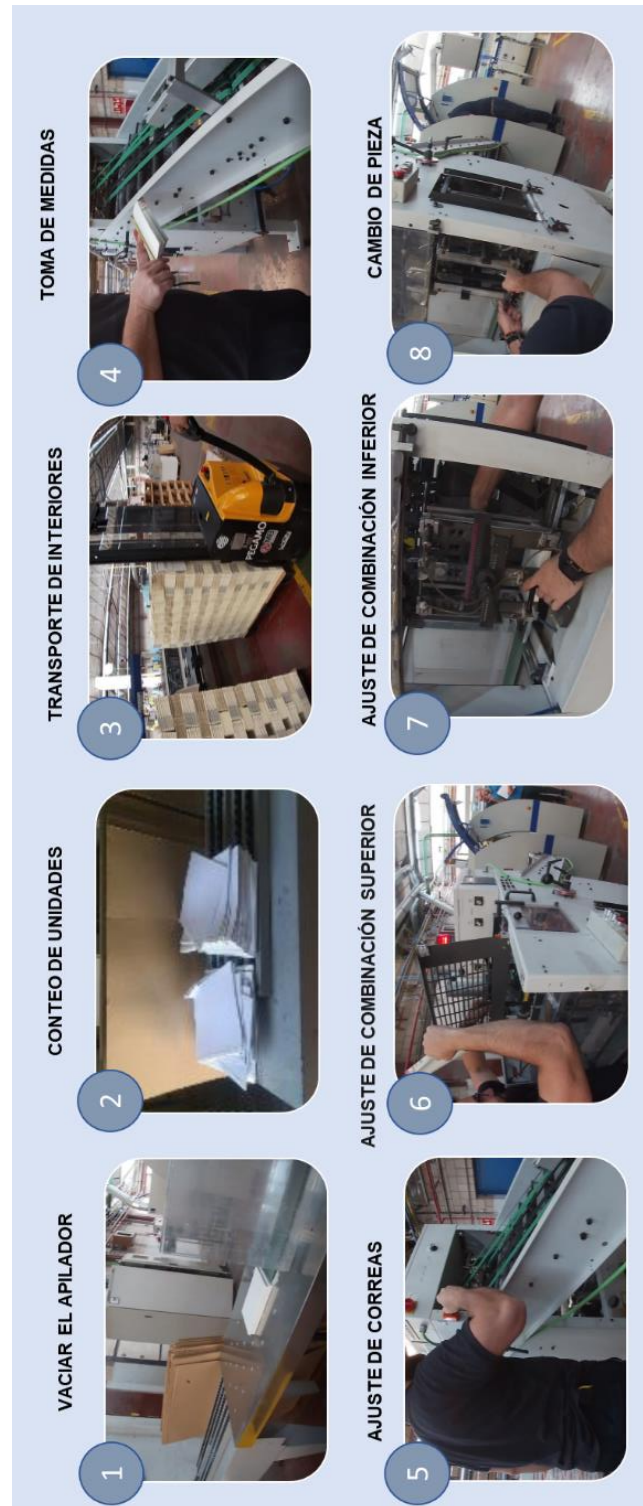 VACIAR EL APILADOR
1
CONTEO DE UNIDADES
2
TRANSPORTE DE INTERIORES
3
PEGAMO
TOMA DE MEDIDAS
4
AJUSTE DE CORREAS
5
AJUSTE DE COMBINACIÓN SUPERIOR
6
AJUSTE DE COMBINACIÓN INFERIOR
7
CAMBIO DE PIEZA
8